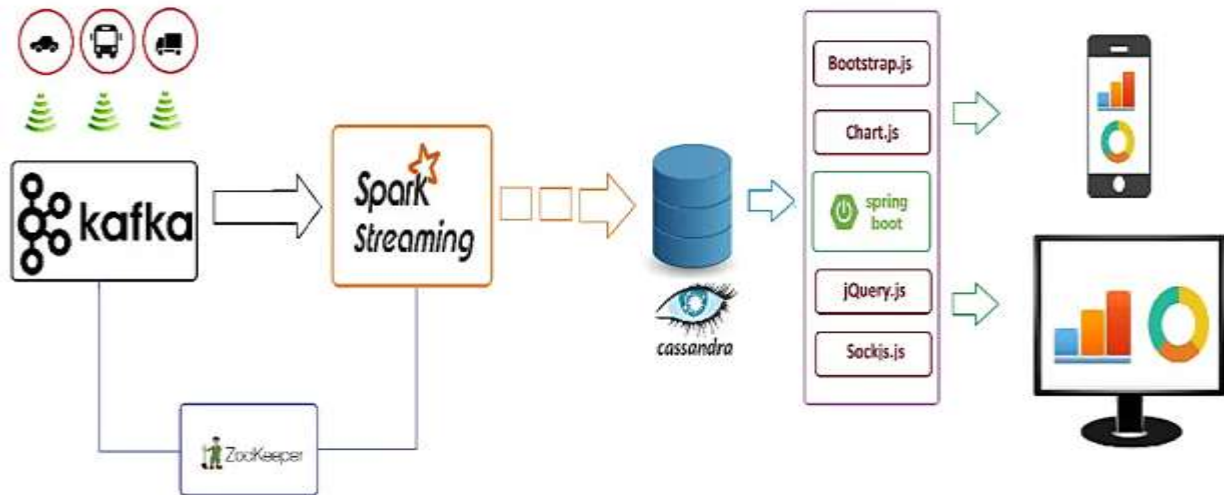 kafka
Spark
Streaming
ZooKeeper
cassandra
Bootstrap.js
Chart.js
spring
boot
jQuery.js
Sockjs.js